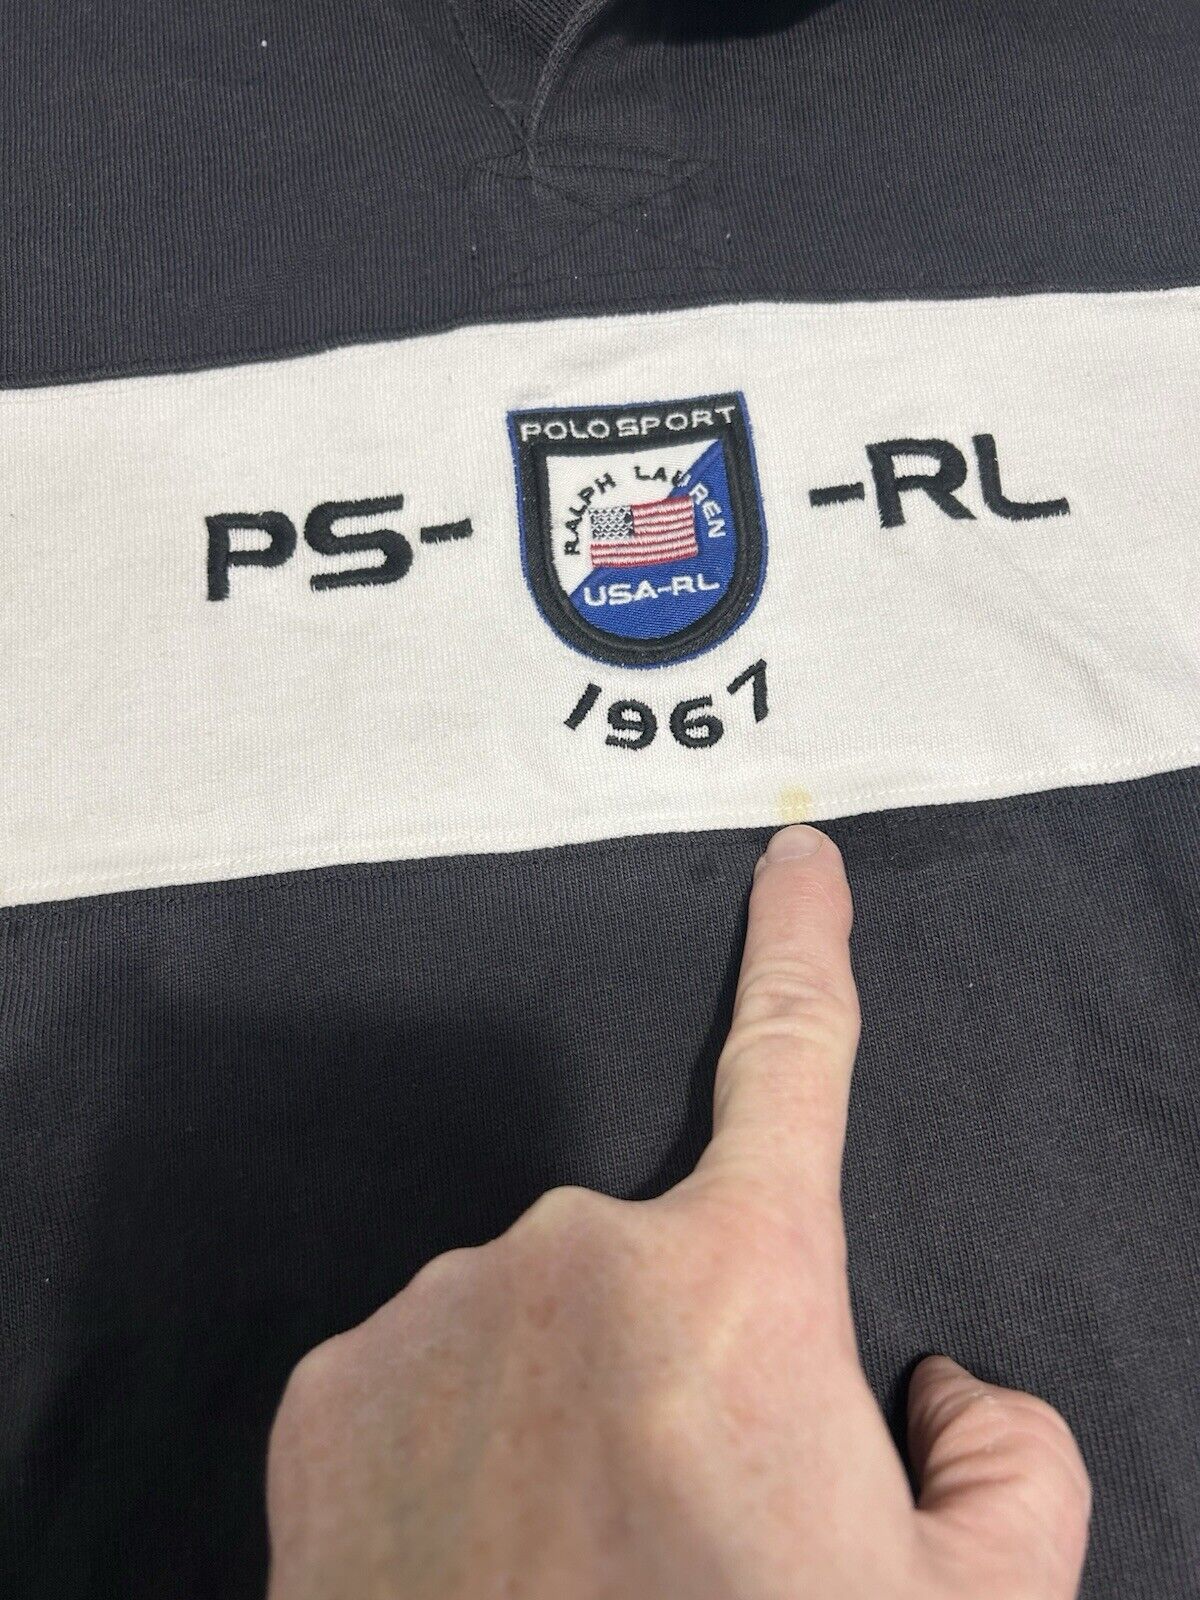 POLO SPORT
RALPH LAUREN
PS- -RL
USA-RL
1967